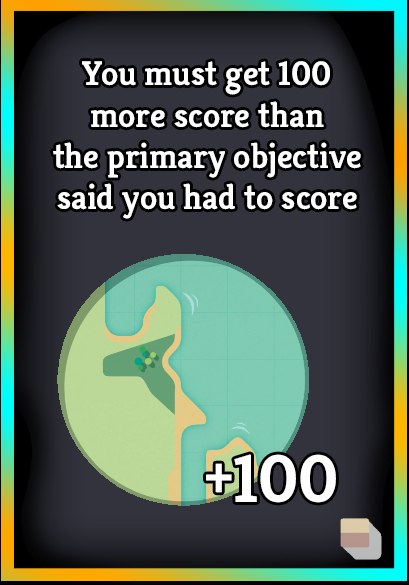 You must get 100
more score than
the primary objective
said you had to score
+100